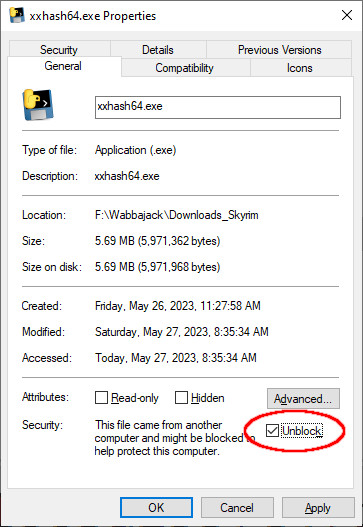 xxhash64.exe Properties
Security Details Previous Versions
General Compatibility Icons
xxhash64.exe
Type of file: Application (.exe)
Description: xxhash64.exe
Location: F:\Wabbajack\Downloads_Skyrim
Size: 5.69 MB (5,971,362 bytes)
Size on disk: 5.69 MB (5,971,968 bytes)
Created: Friday, May 26, 2023, 11:27:58 AM
Modified: Saturday, May 27, 2023, 8:35:34 AM
Accessed: Today, May 27, 2023, 8:35:34 AM
Attributes: Read-only Hidden Advanced...
Security: This file came from another Unblock
computer and might be blocked to
help protect this computer.
OK Cancel Apply